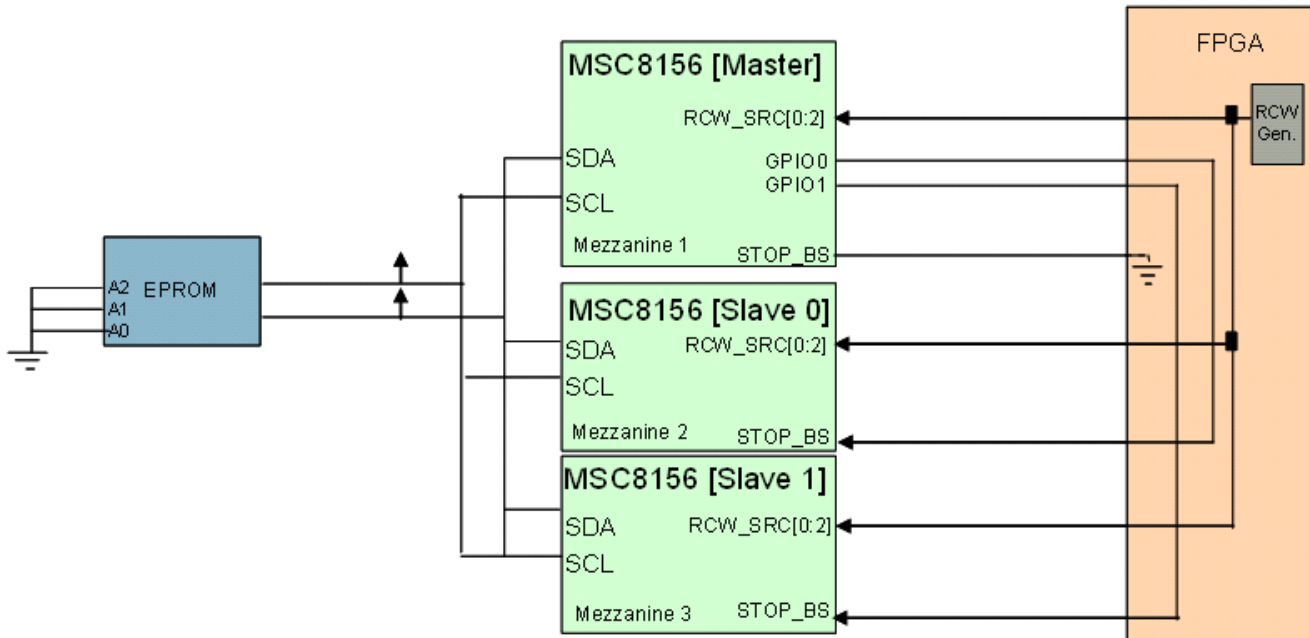 FPGA
RCW
Gen.
MSC8156 [Master]
RCW_SRC[0:2]
SDA
GPIO0
GPIO1
SCL
Mezzanine 1
STOP_BS
A2
EPROM
A1
A0
MSC8156 [Slave 0]
RCW_SRC[0:2]
SDA
SCL
Mezzanine 2
STOP_BS
MSC8156 [Slave 1]
RCW_SRC[0:2]
SDA
SCL
Mezzanine 3
STOP_BS